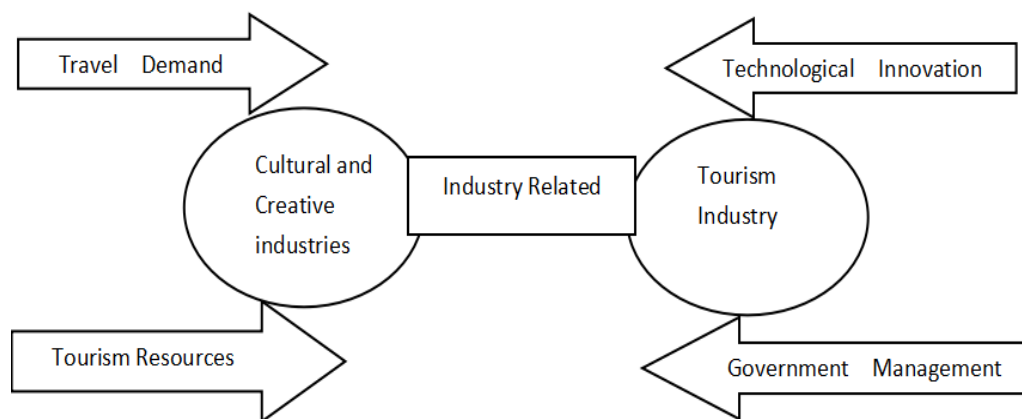 Travel Demand
Technological Innovation
Cultural and
Creative
industries
Industry Related
Tourism
Industry
Tourism Resources
Government Management